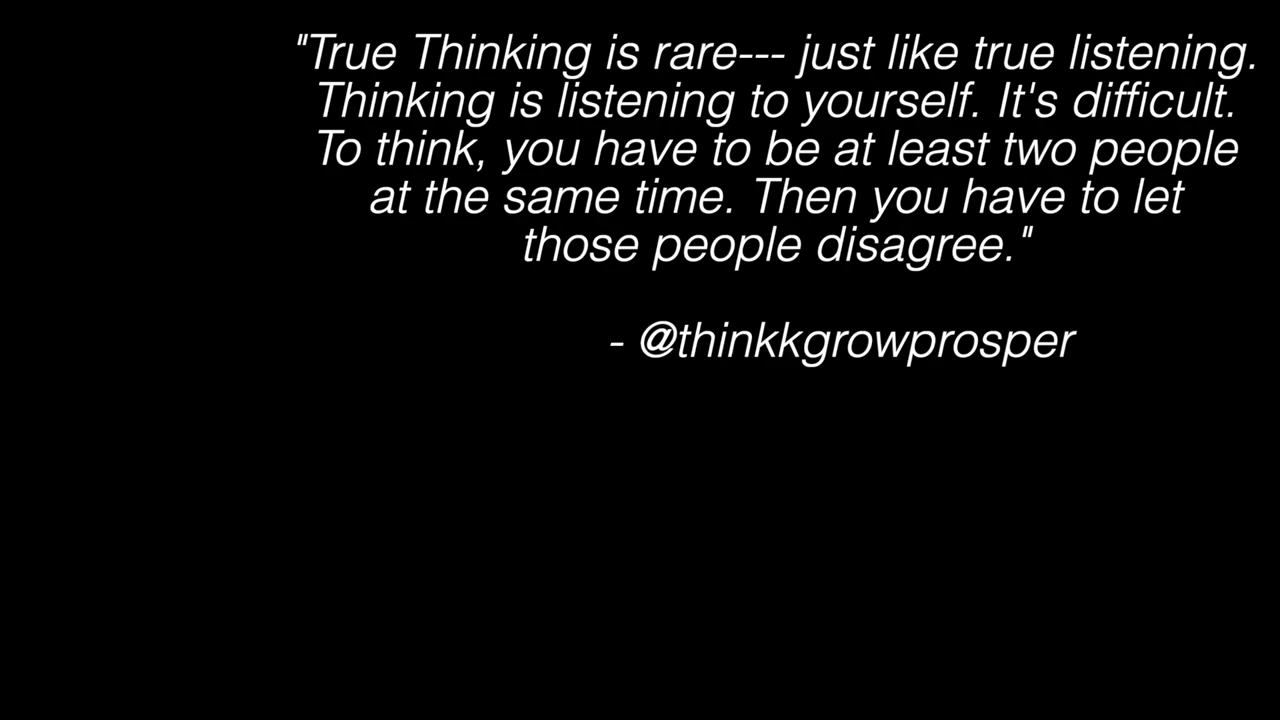 "True Thinking is rare--- just like true listening.
Thinking is listening to yourself. It's difficult.
To think, you have to be at least two people
at the same time. Then you have to let
those people disagree."
- @thinkkgrowprosper